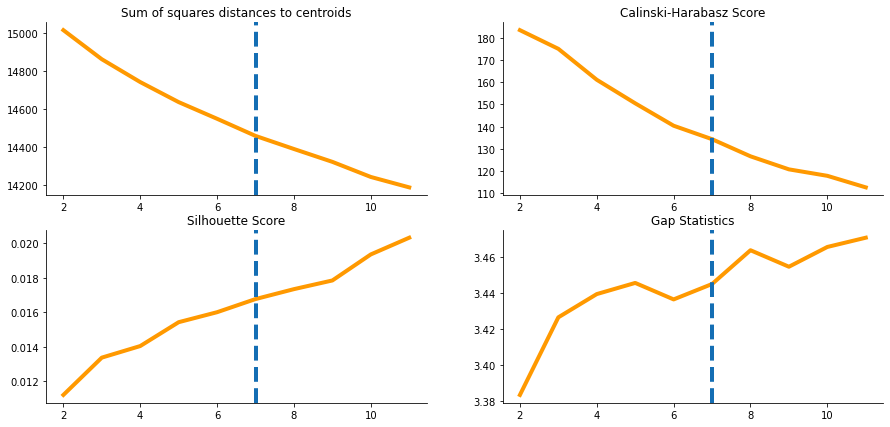 Sum of squares distances to centroids
15000
14800
14600
14400
14200
2 4 6 8 10
Calinski-Harabasz Score
180
170
160
150
140
130
120
110
2 4 6 8 10
Silhouette Score
0.020
0.018
0.016
0.014
0.012
2 4 6 8 10
Gap Statistics
3.46
3.44
3.42
3.40
3.38
2 4 6 8 10